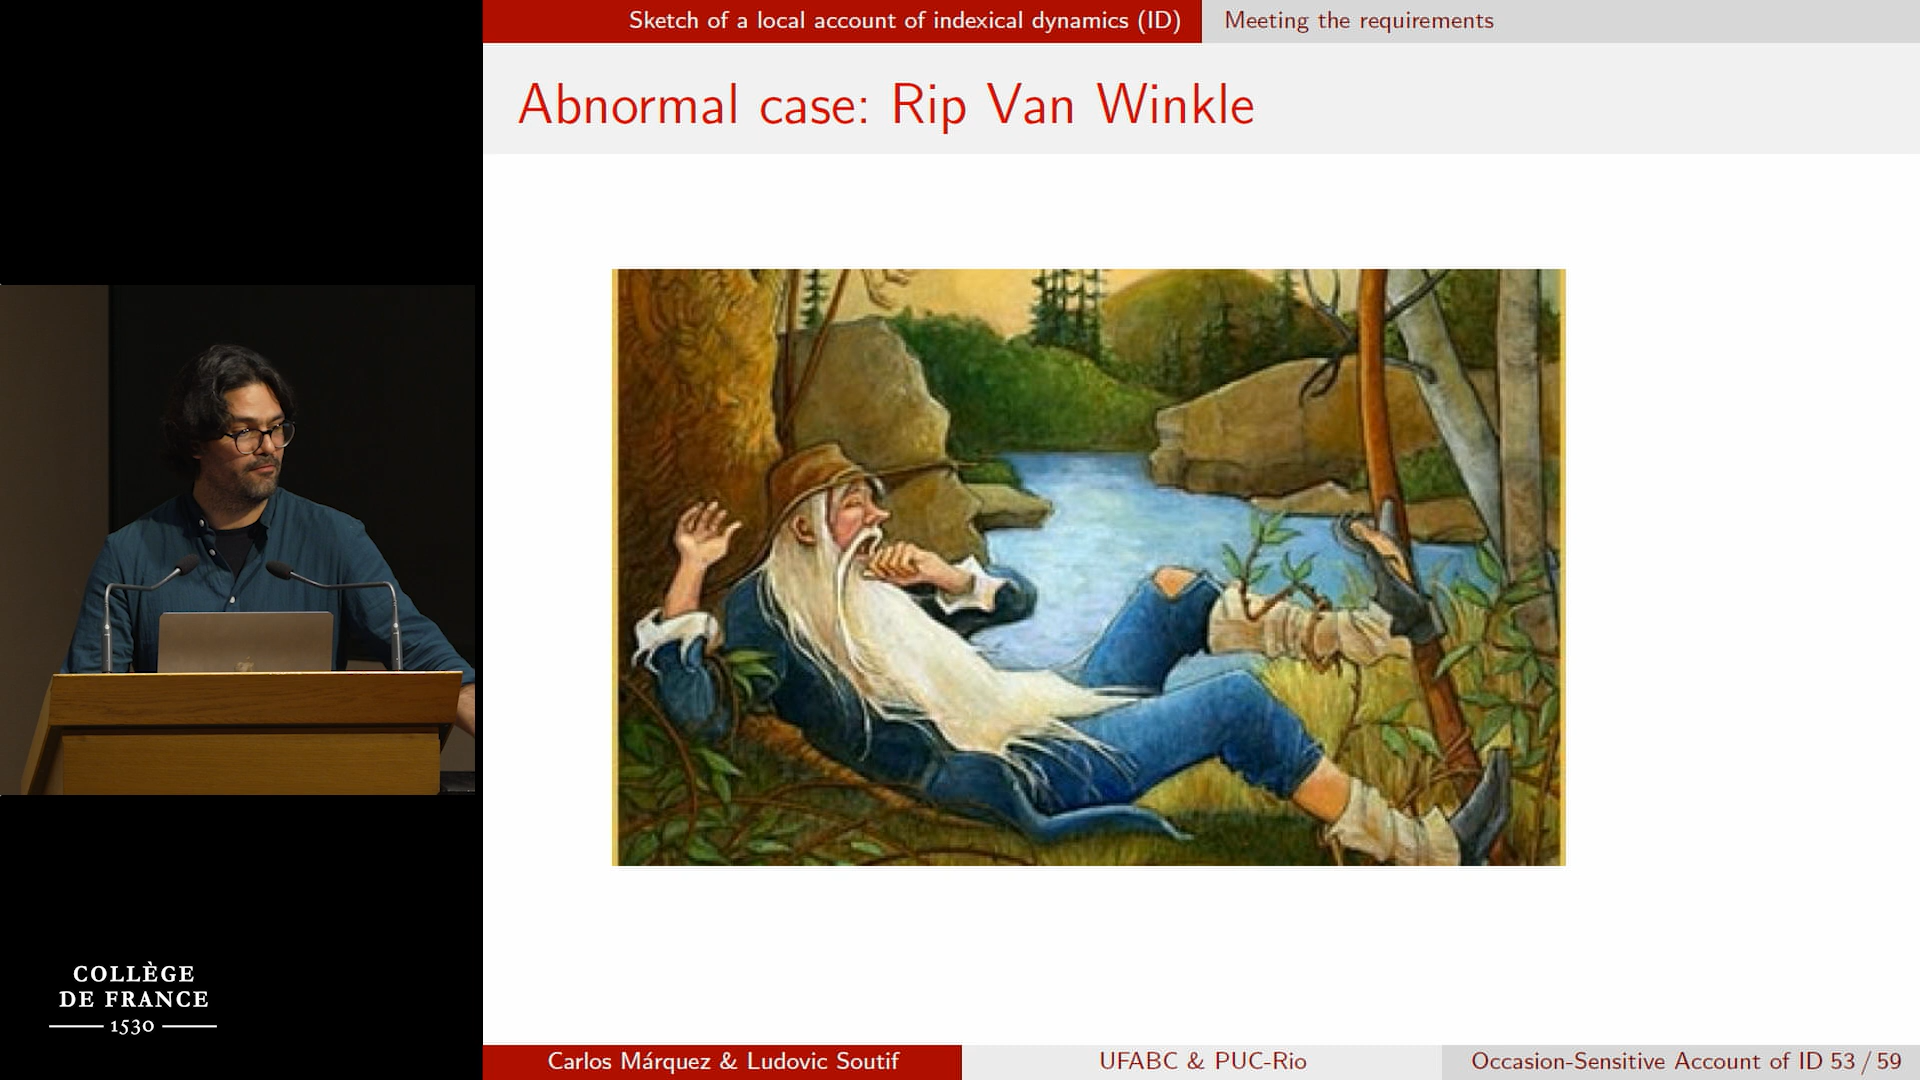 Sketch of a local account of indexical dynamics (ID)
Meeting the requirements
Abnormal case: Rip Van Winkle
COLLÈGE
DE FRANCE
1530
Carlos Márquez & Ludovic Soutif
UFABC & PUC-Rio
Occasion-Sensitive Account of ID 53 / 59